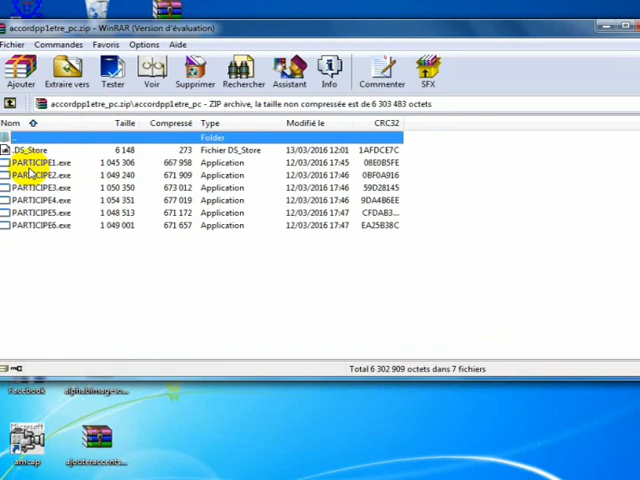 accordpp1etre_pc.zip - WinRAR (Version d'évaluation)
Fichier Commandes Favoris Options Aide
Ajouter Extraire vers Tester Voir Supprimer Rechercher Assistant Info Commenter SFX
accordpp1etre_pc.zip\accordpp1etre_pc - ZIP archive, la taille non compressée est de 6 303 483 octets
Nom Taille Compressé Type Modifié le CRC32
.. Folder
.DS_Store 6 148 273 Fichier DS_Store 13/03/2016 12:01 1AFDCE7C
PARTICIPE1.exe 1 045 306 667 958 Application 12/03/2016 17:45 08E0B5FE
PARTICIPE2.exe 1 049 240 671 909 Application 12/03/2016 17:46 0BF0A916
PARTICIPE3.exe 1 050 350 673 012 Application 12/03/2016 17:46 59D28145
PARTICIPE4.exe 1 054 351 677 019 Application 12/03/2016 17:46 9DA4B6EE
PARTICIPE5.exe 1 048 513 671 172 Application 12/03/2016 17:47 CFDAB3...
PARTICIPE6.exe 1 049 001 671 657 Application 12/03/2016 17:47 EA25B38C
Total 6 302 909 octets dans 7 fichiers
Facebook alphabimageso...
Microsoft
amcap ajouteraccents...